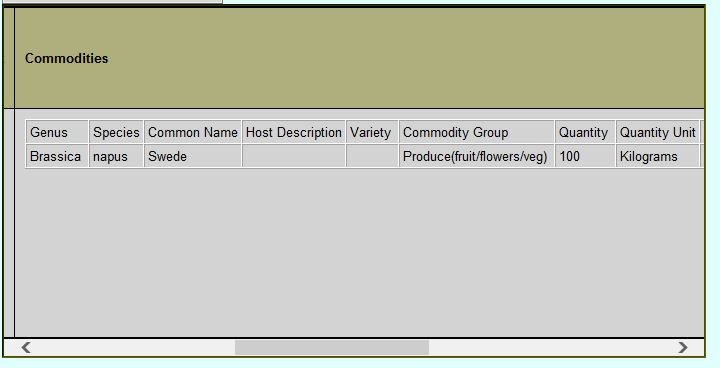 Commodities
Genus Species Common Name Host Description Variety Commodity Group Quantity Quantity Unit
Brassica napus Swede Produce(fruit/flowers/veg) 100 Kilograms